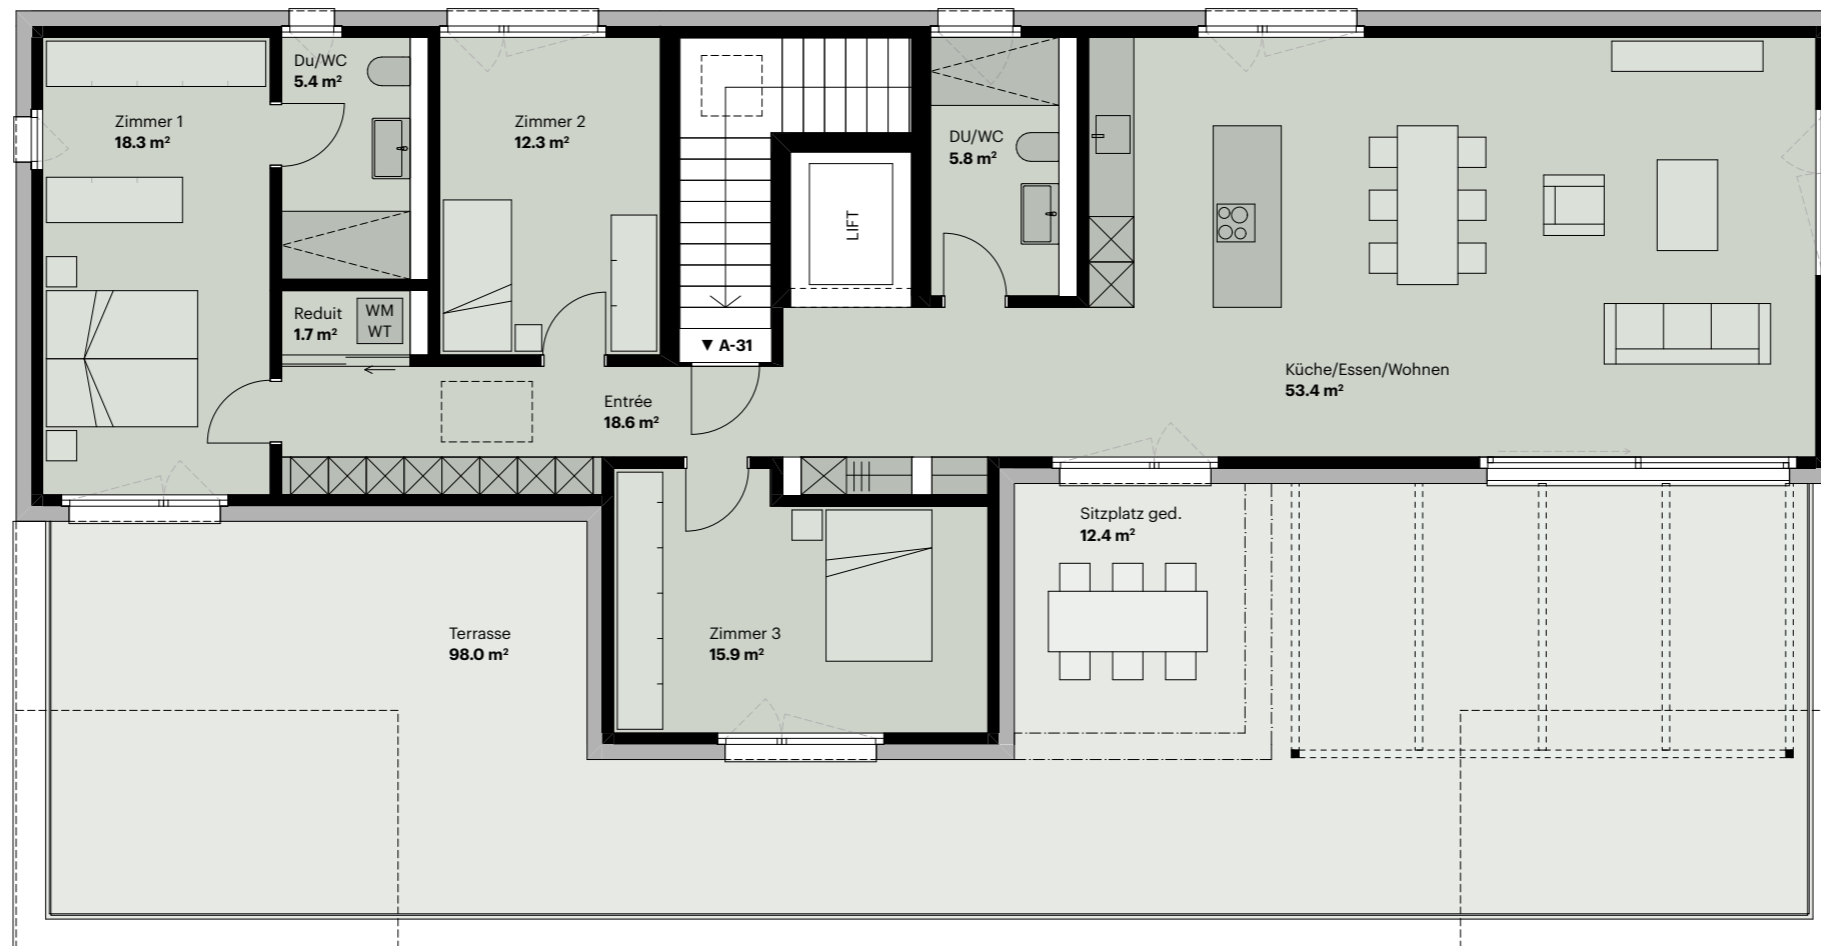 Du/WC
5.4 m²
Zimmer 1
18.3 m²
Zimmer 2
12.3 m²
DU/WC
5.8 m²
LIFT
Reduit
1.7 m²
WM
WT
▼ A-31
Küche/Essen/Wohnen
53.4 m²
Entrée
18.6 m²
Sitzplatz ged.
12.4 m²
Terrasse
98.0 m²
Zimmer 3
15.9 m²